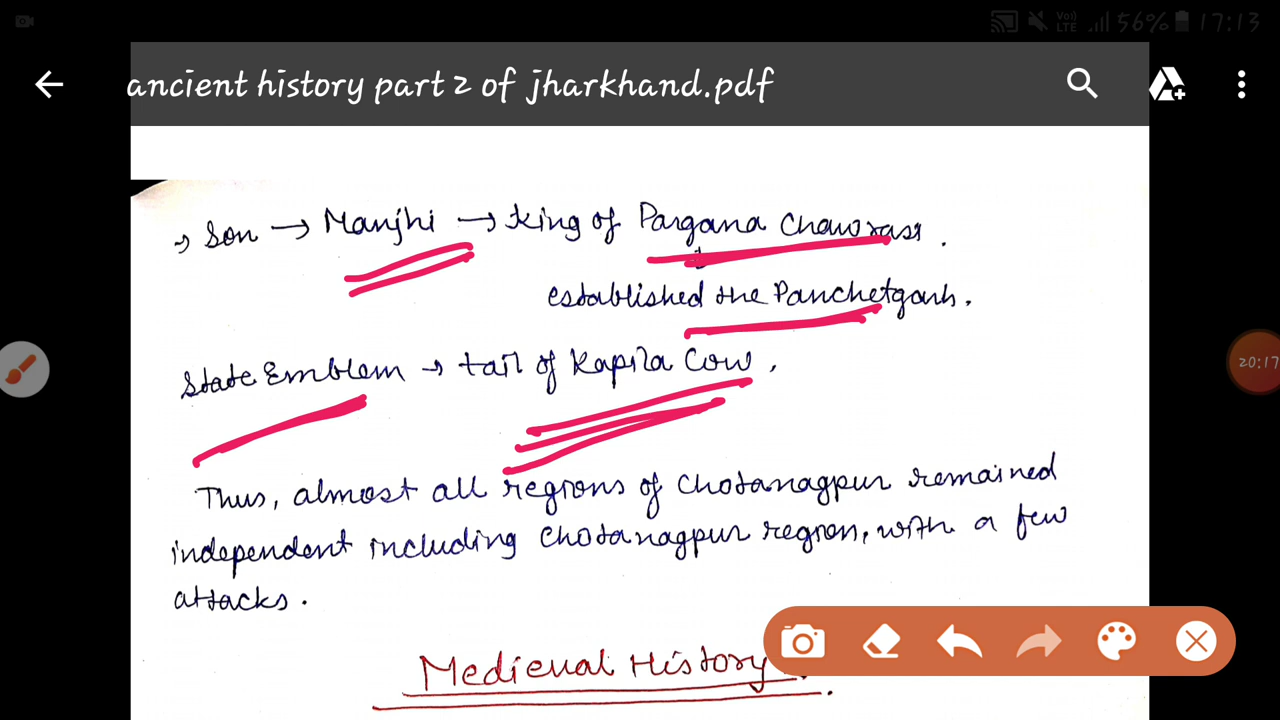 56% 17:13
ancient history part 2 of jharkhand.pdf
→ Son → Manjhi → King of Pargana Chaurasi.
established the Panchetgarh.
20:17
State Emblem → tail of Kapila Cow,
Thus, almost all regions of Chotanagpur remained
independent including Chotanagpur region, with a few
attacks.
Medieval History